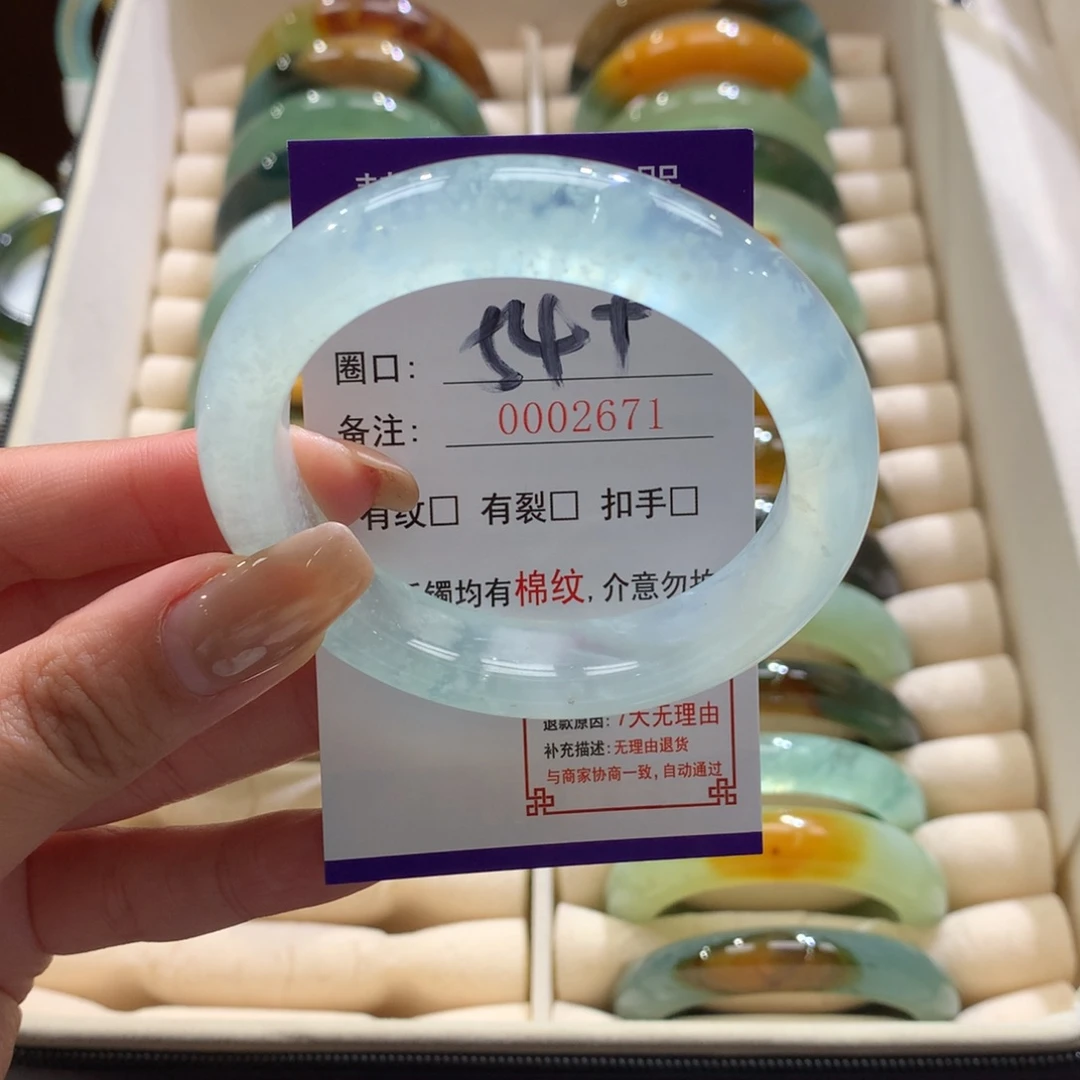 圈口: 54+
备注: 0002671
有纹□ 有裂□ 扣手□
手镯均有棉纹, 介意勿拍
退款原因: 7天无理由
补充描述: 无理由退货
与商家协商一致, 自动通过